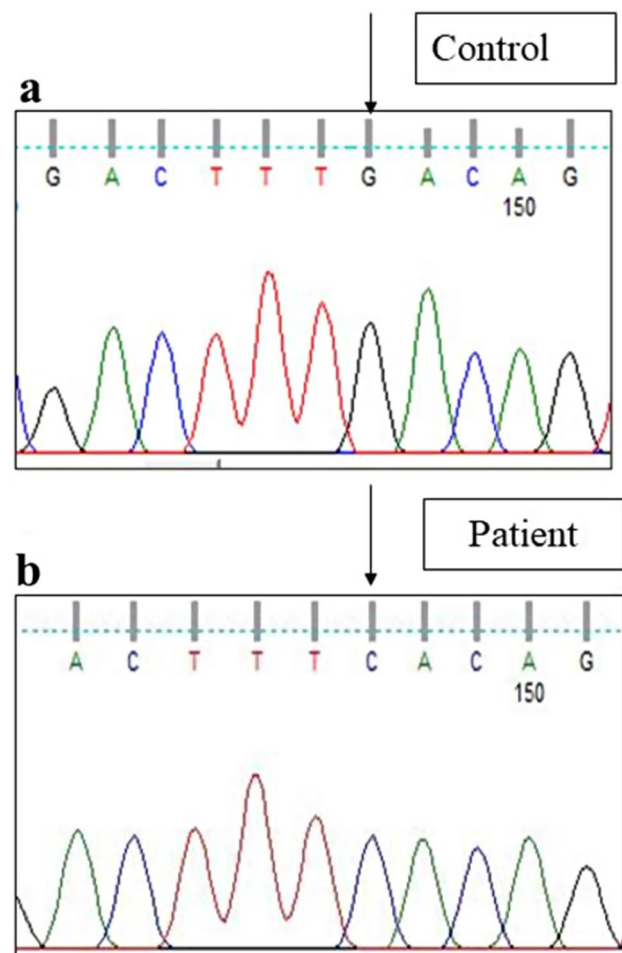 Control
a
G A C T T T G A C A G
150
Patient
b
A C T T T C A C A G
150